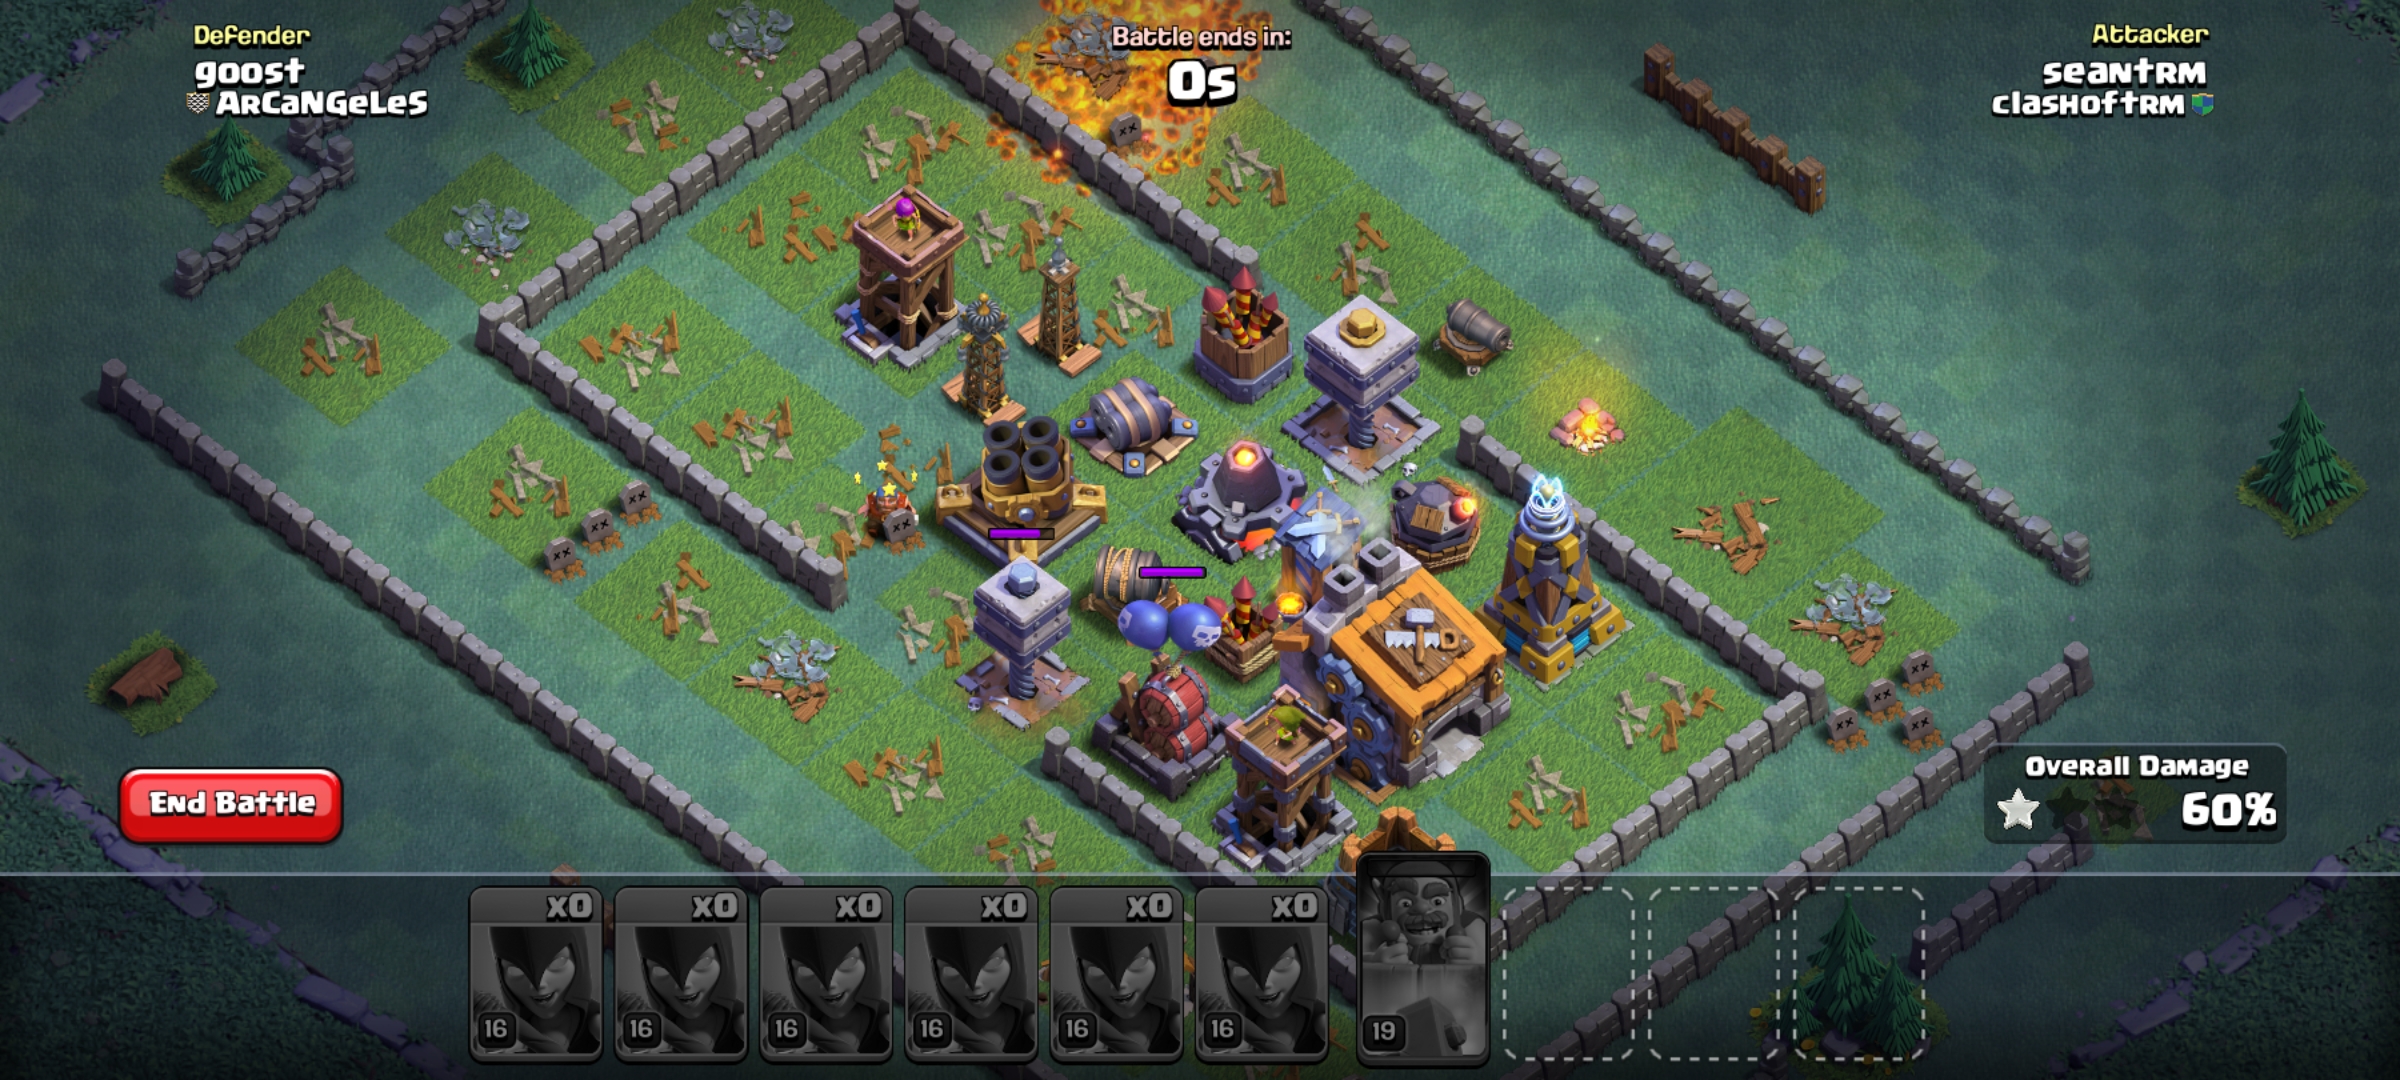 Defender
goost
ARCaNGeLeS
Battle ends in:
0s
Attacker
seantRM
clasHoftRM
End Battle
Overall Damage
60%
x0
x0
x0
x0
x0
x0
16
16
16
16
16
16
19